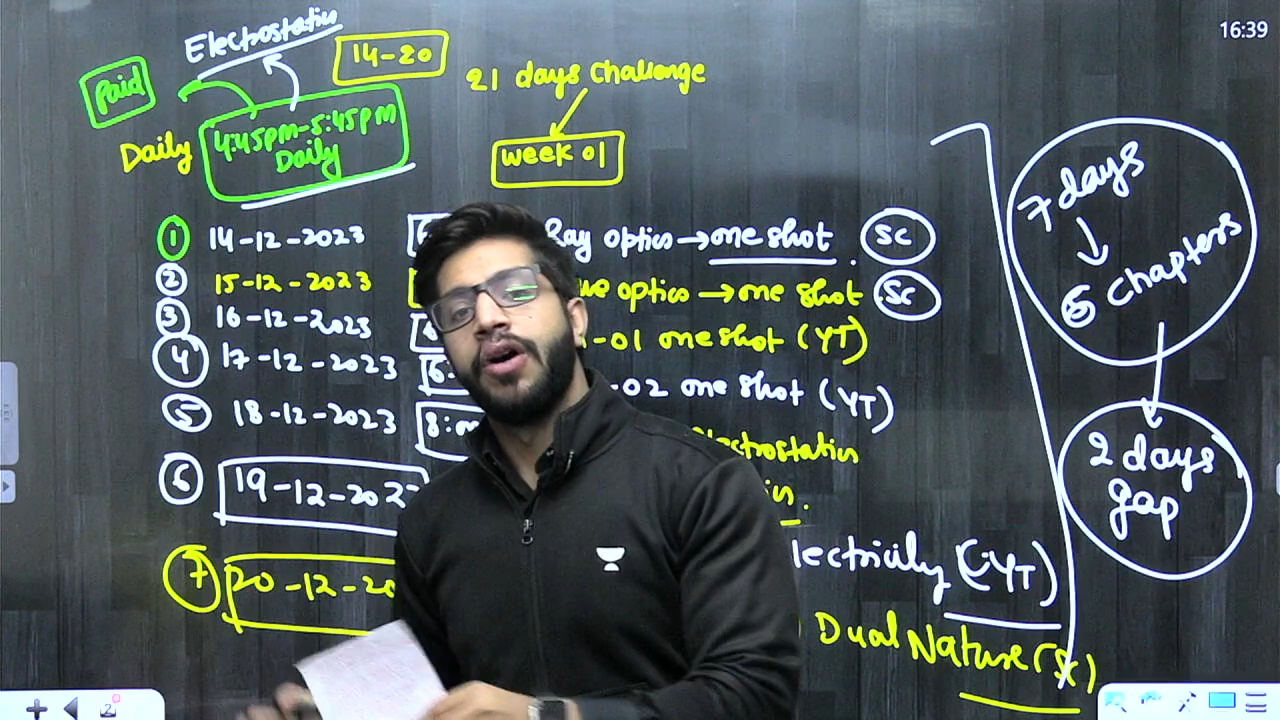 16:39
Electrostatics
14-20
Paid
21 days challenge
4:45pm-5:45pm
Daily
Daily
week 01
7 days
5 chapters
① 14-12-2023 Ray optics → one shot. SC
② 15-12-2023 optics → one shot SC
③ 16-12-2023 -01 one shot (YT)
④ 17-12-2023 -02 one shot (YT)
⑤ 18-12-2023
⑥ 19-12-202
2 days
gap
(YT)
⑦ 20-12-20
Dual Nature (SC)
2